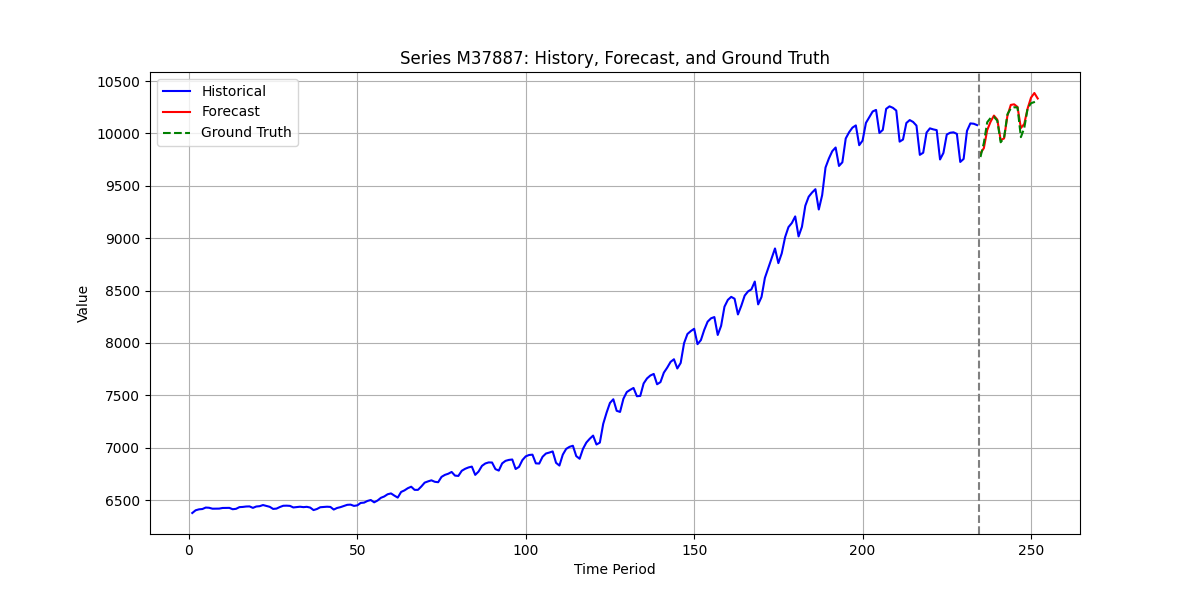 Series M37887: History, Forecast, and Ground Truth
Historical
Forecast
Ground Truth
Value
10500
10000
9500
9000
8500
8000
7500
7000
6500
0
50
100
150
200
250
Time Period